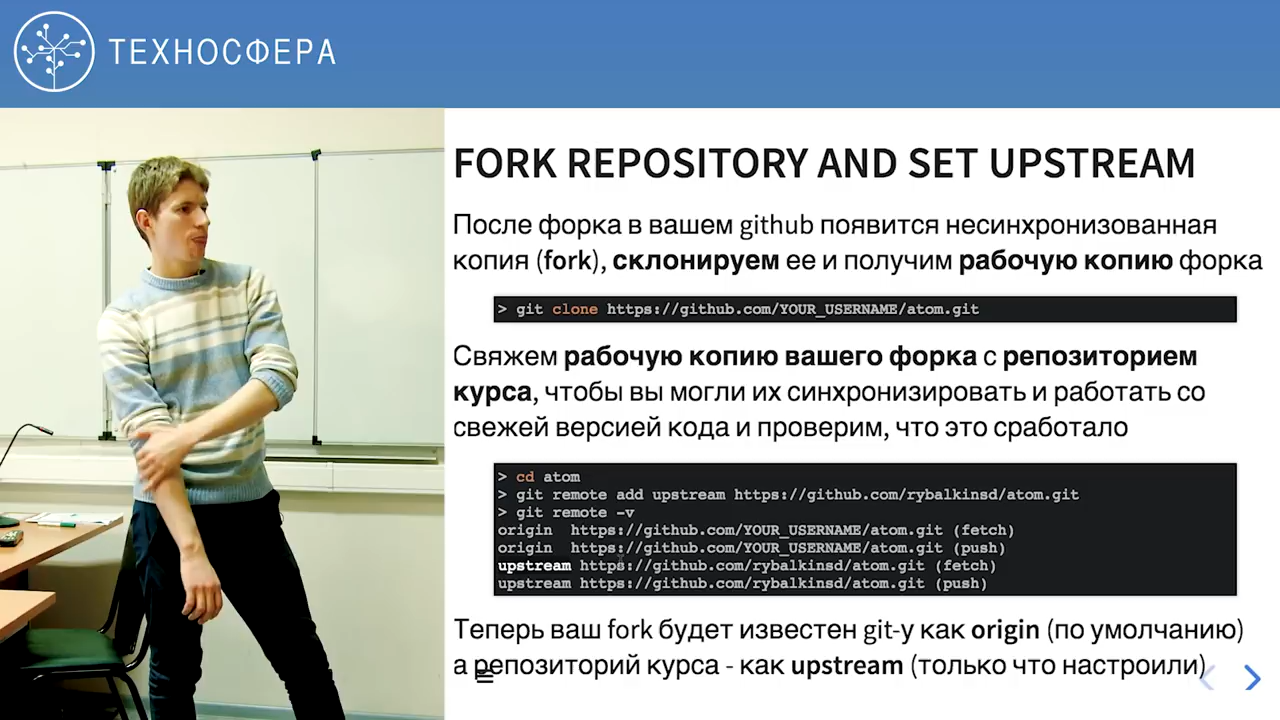 ТЕХНОСФЕРА
FORK REPOSITORY AND SET UPSTREAM
После форка в вашем github появится несинхронизованная
копия (fork), склонируем ее и получим рабочую копию форка
> git clone https://github.com/YOUR_USERNAME/atom.git
Свяжем рабочую копию вашего форка с репозиторием
курса, чтобы вы могли их синхронизировать и работать со
свежей версией кода и проверим, что это сработало
> cd atom
> git remote add upstream https://github.com/rybalkinsd/atom.git
> git remote -v
origin https://github.com/YOUR_USERNAME/atom.git (fetch)
origin https://github.com/YOUR_USERNAME/atom.git (push)
upstream https://github.com/rybalkinsd/atom.git (fetch)
upstream https://github.com/rybalkinsd/atom.git (push)
Теперь ваш fork будет известен git-у как origin (по умолчанию)
а репозиторий курса - как upstream (только что настроили)